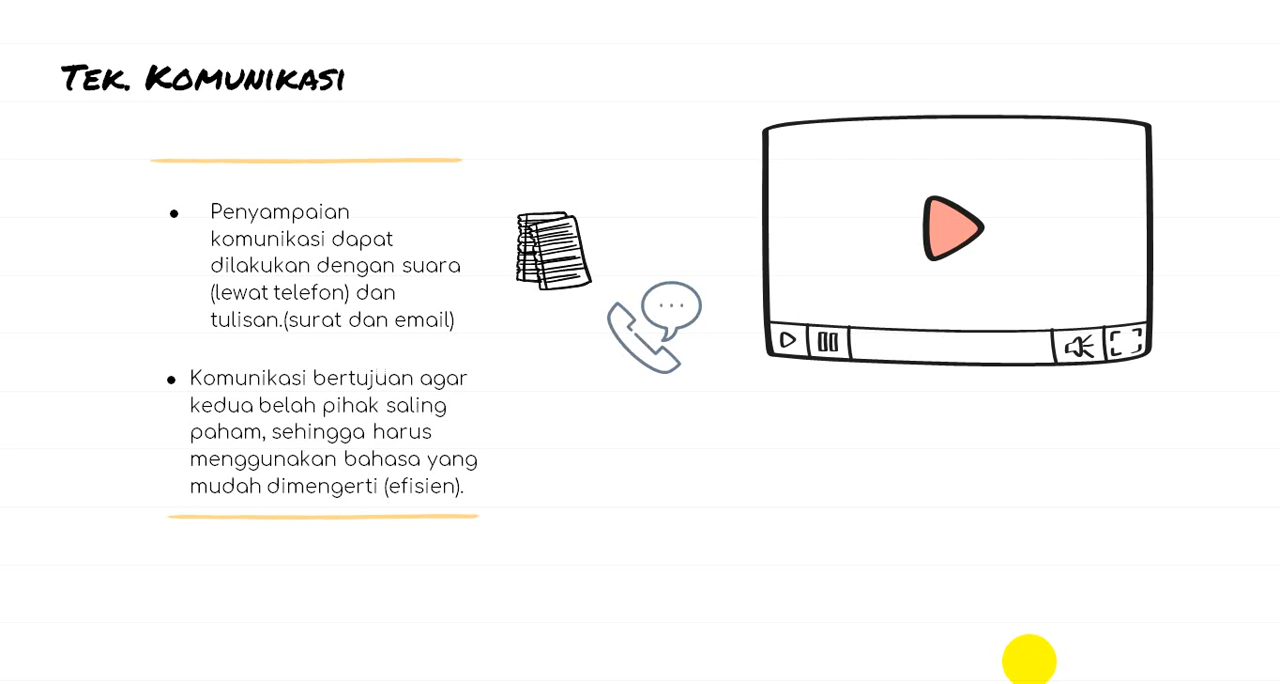 Tek. Komunikasi
● Penyampaian
komunikasi dapat
dilakukan dengan suara
(lewat telefon) dan
tulisan.(surat dan email)
● Komunikasi bertujuan agar
kedua belah pihak saling
paham, sehingga harus
menggunakan bahasa yang
mudah dimengerti (efisien).